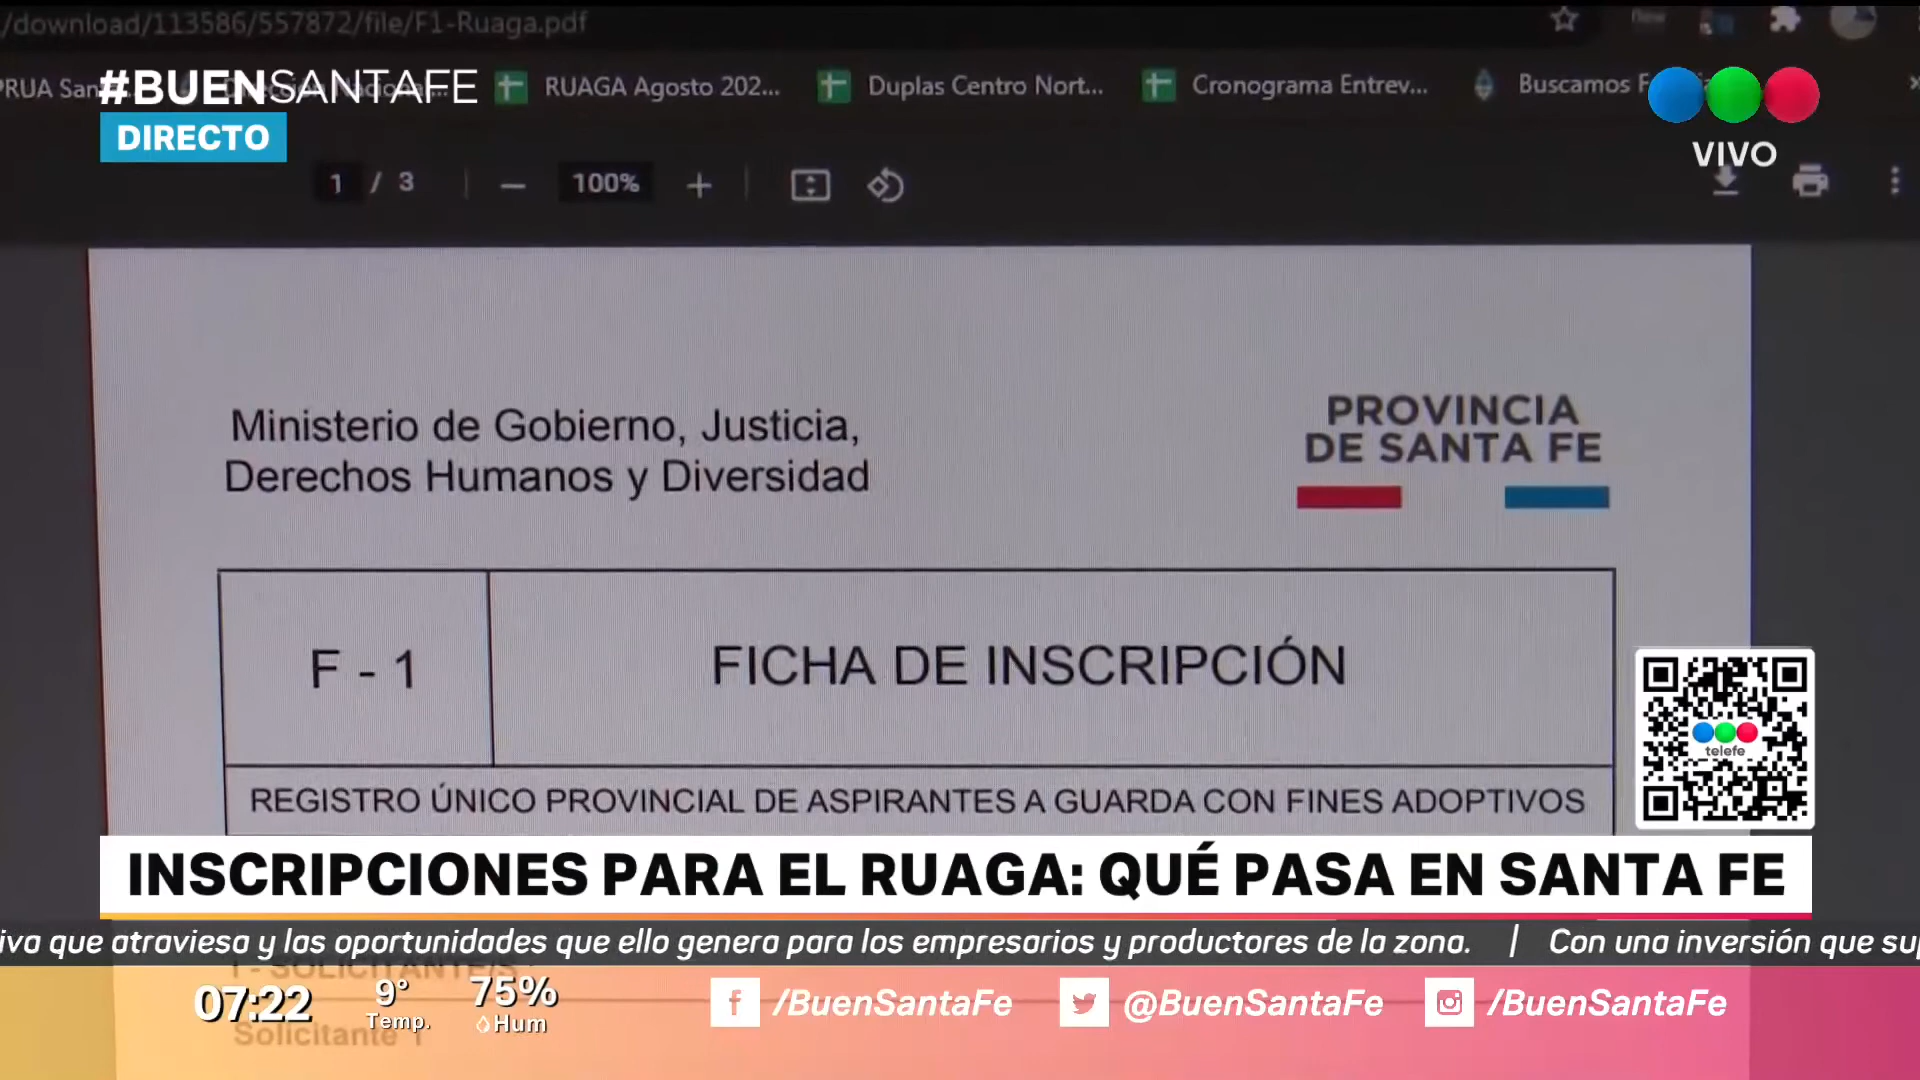 /download/113586/557872/file/F1-Ruaga.pdf
#BUENSANTAFE
DIRECTO
PRUA San
RUAGA Agosto 202...
Duplas Centro Nort...
Cronograma Entrev...
Buscamos F
VIVO
1 / 3
100%
Ministerio de Gobierno, Justicia,
Derechos Humanos y Diversidad
PROVINCIA
DE SANTA FE
F - 1
FICHA DE INSCRIPCIÓN
REGISTRO ÚNICO PROVINCIAL DE ASPIRANTES A GUARDA CON FINES ADOPTIVOS
telefe
INSCRIPCIONES PARA EL RUAGA: QUÉ PASA EN SANTA FE
iva que atraviesa y las oportunidades que ello genera para los empresarios y productores de la zona. | Con una inversión que su
I - SOLICITANTE/S
07:22
9°
Temp.
75%
Hum
/BuenSantaFe
@BuenSantaFe
/BuenSantaFe
Solicitante 1